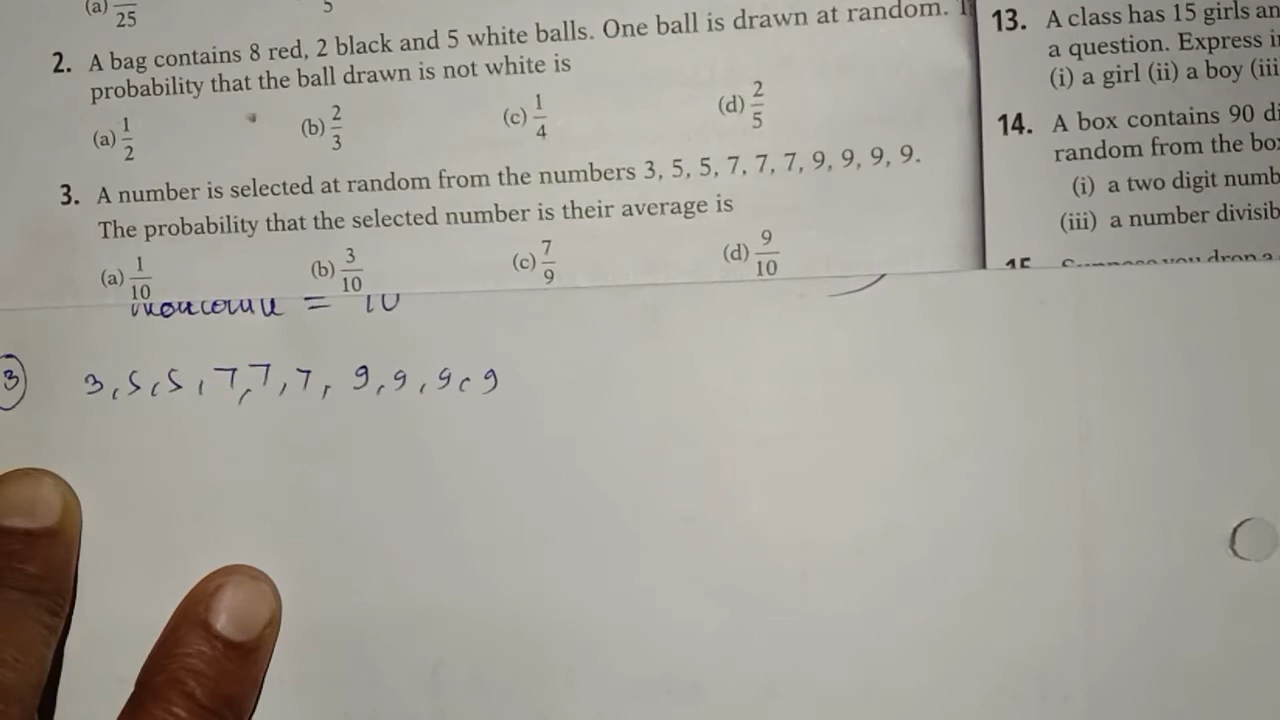 (a) 25 5
2. A bag contains 8 red, 2 black and 5 white balls. One ball is drawn at random.
probability that the ball drawn is not white is
(a) 1/2 (b) 2/3 (c) 1/4 (d) 2/5
3. A number is selected at random from the numbers 3, 5, 5, 7, 7, 7, 9, 9, 9, 9.
The probability that the selected number is their average is
(a) 1/10 (b) 3/10 (c) 7/9 (d) 9/10
= 10
3 3, 5, 5, 7, 7, 7, 9, 9, 9, 9
13. A class has 15 girls an
a question. Express i
(i) a girl (ii) a boy (iii
14. A box contains 90 di
random from the bo
(i) a two digit numb
(iii) a number divisib
15 Suppose you drop a